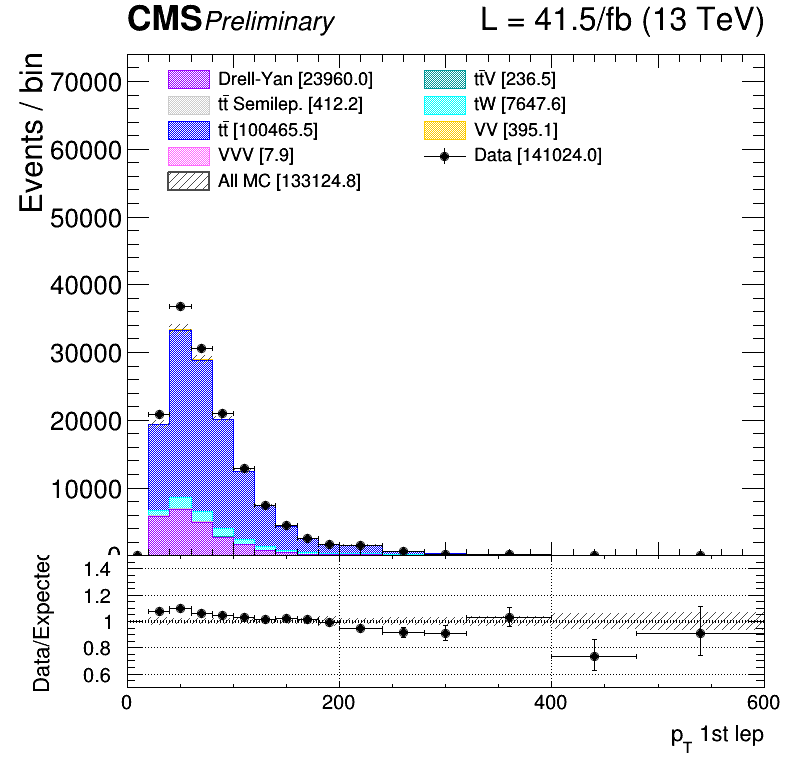 CMS Preliminary L = 41.5/fb (13 TeV)
Events / bin
70000
60000
50000
40000
30000
20000
10000
0
Drell-Yan [23960.0]
tt̄ Semilep. [412.2]
tt̄ [100465.5]
VVV [7.9]
All MC [133124.8]
tt̄V [236.5]
tW [7647.6]
VV [395.1]
Data [141024.0]
Data/Expected
1.4
1.2
1
0.8
0.6
0 200 400 600
p_T 1st lep